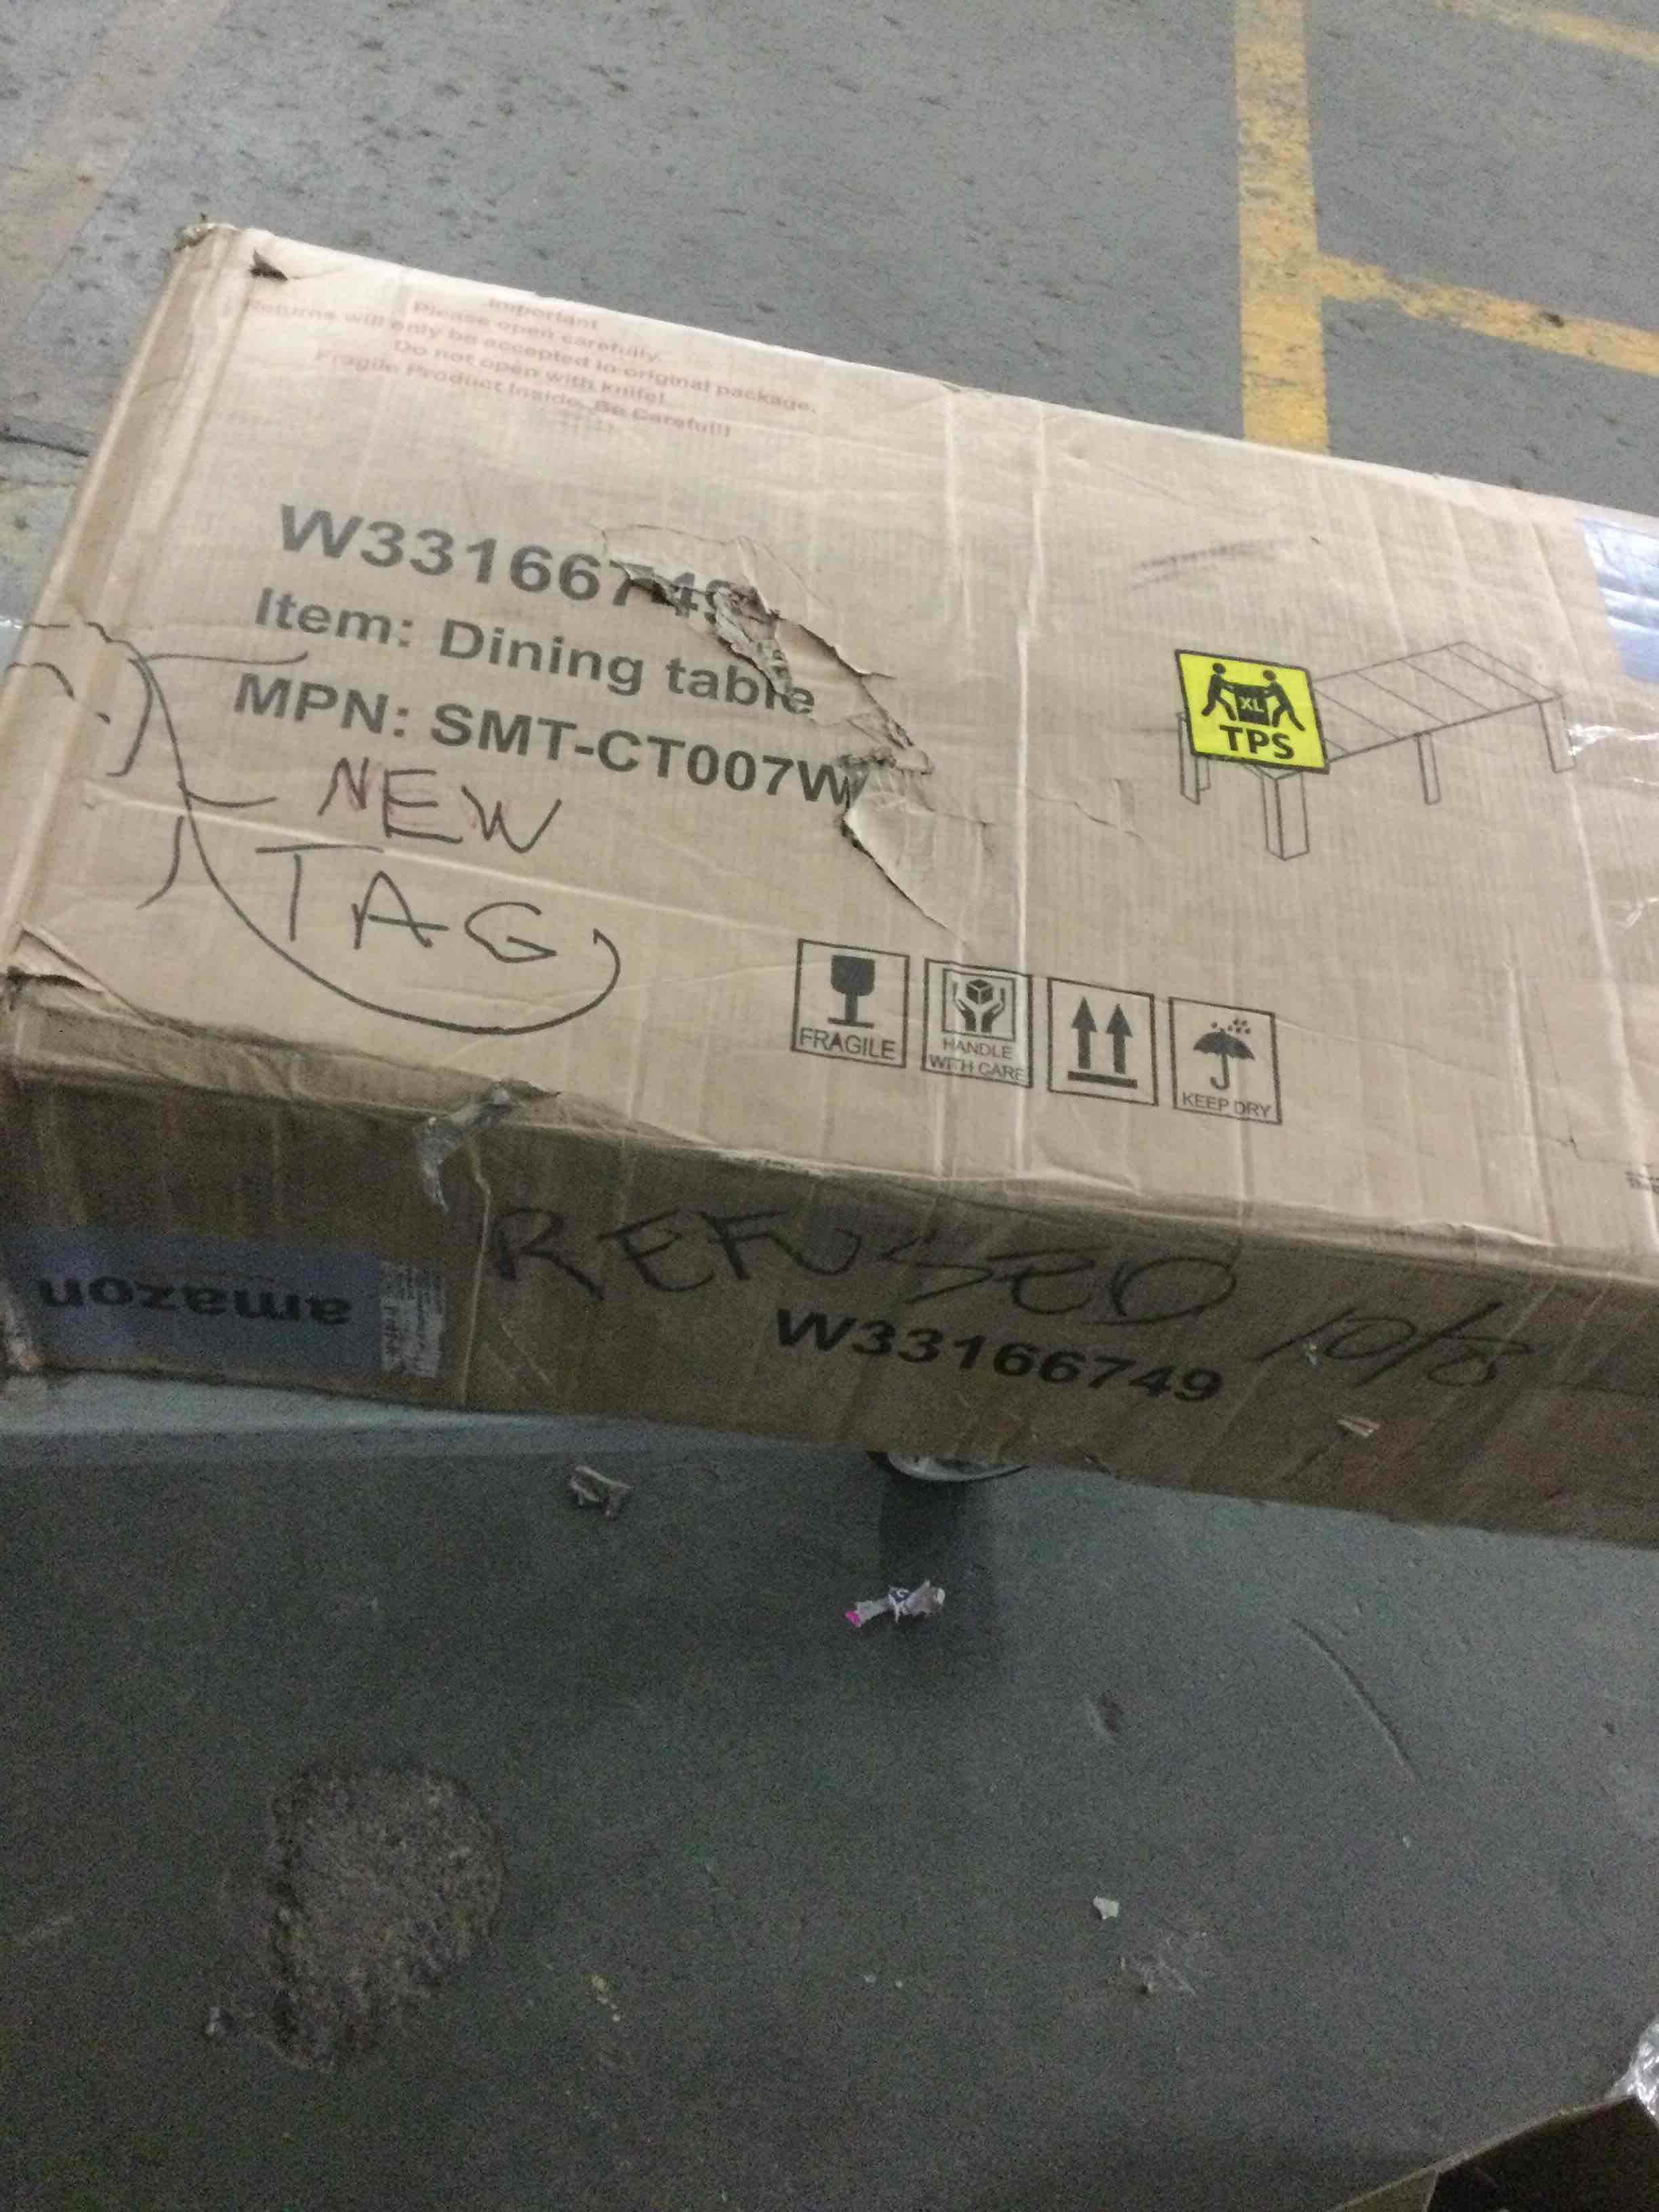 Important
Please open carefully.
Returns will only be accepted in original package.
Do not open with knife!
Fragile Product Inside, Be Careful!!
W33166749
Item: Dining table
MPN: SMT-CT007W
NEW
TAG
XL
TPS
FRAGILE
HANDLE
WITH CARE
KEEP DRY
REFUSED 10/8
W33166749
amazon